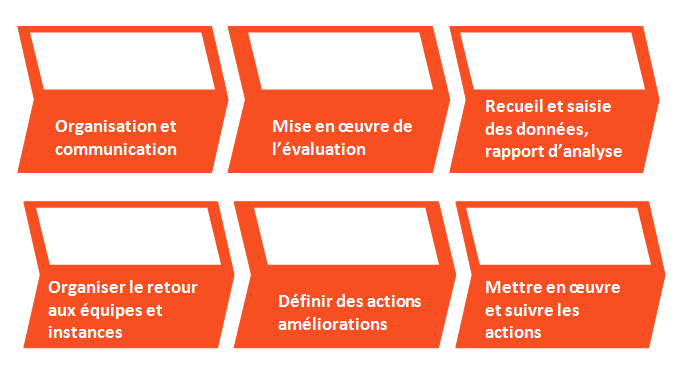 Organisation et
communication
Mise en œuvre de
l’évaluation
Recueil et saisie
des données,
rapport d’analyse
Organiser le retour
aux équipes et
instances
Définir des actions
améliorations
Mettre en œuvre
et suivre les
actions